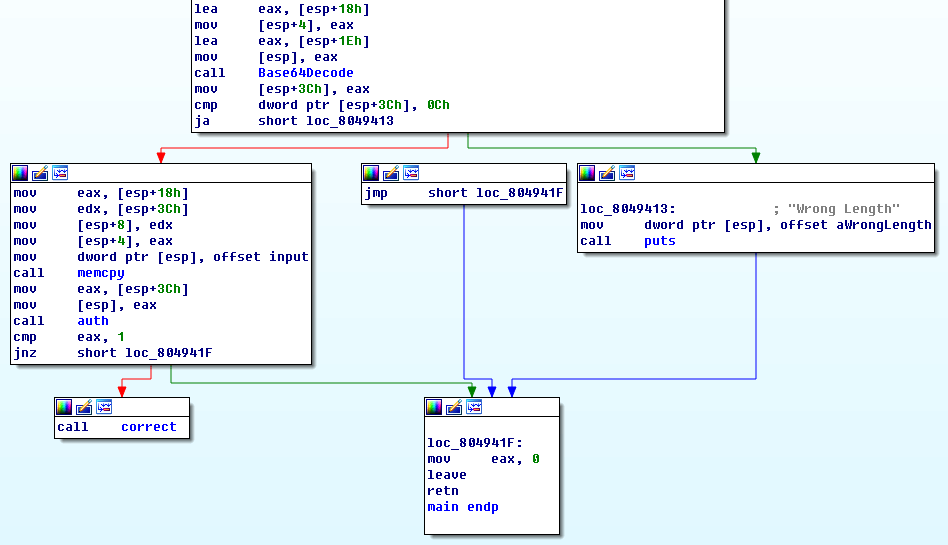 lea     eax, [esp+18h]
mov     [esp+4], eax
lea     eax, [esp+1Eh]
mov     [esp], eax
call    Base64Decode
mov     [esp+3Ch], eax
cmp     dword ptr [esp+3Ch], 0Ch
ja      short loc_8049413
mov     eax, [esp+18h]
mov     edx, [esp+3Ch]
mov     [esp+8], edx
mov     [esp+4], eax
mov     dword ptr [esp], offset input
call    memcpy
mov     eax, [esp+3Ch]
mov     [esp], eax
call    auth
cmp     eax, 1
jnz     short loc_804941F
jmp     short loc_804941F
loc_8049413:            ; "Wrong Length"
mov     dword ptr [esp], offset aWrongLength
call    puts
call    correct
loc_804941F:
mov     eax, 0
leave
retn
main endp